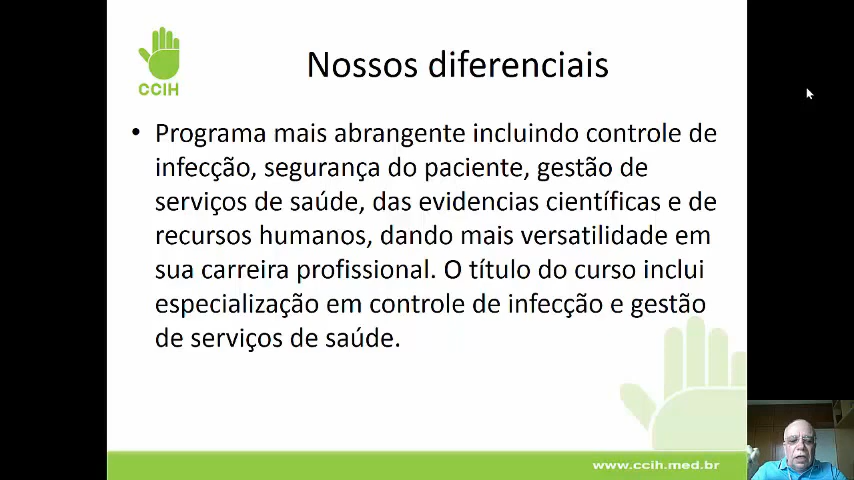 CCIH
Nossos diferenciais
• Programa mais abrangente incluindo controle de
infecção, segurança do paciente, gestão de
serviços de saúde, das evidencias científicas e de
recursos humanos, dando mais versatilidade em
sua carreira profissional. O título do curso inclui
especialização em controle de infecção e gestão
de serviços de saúde.
www.ccih.med.br